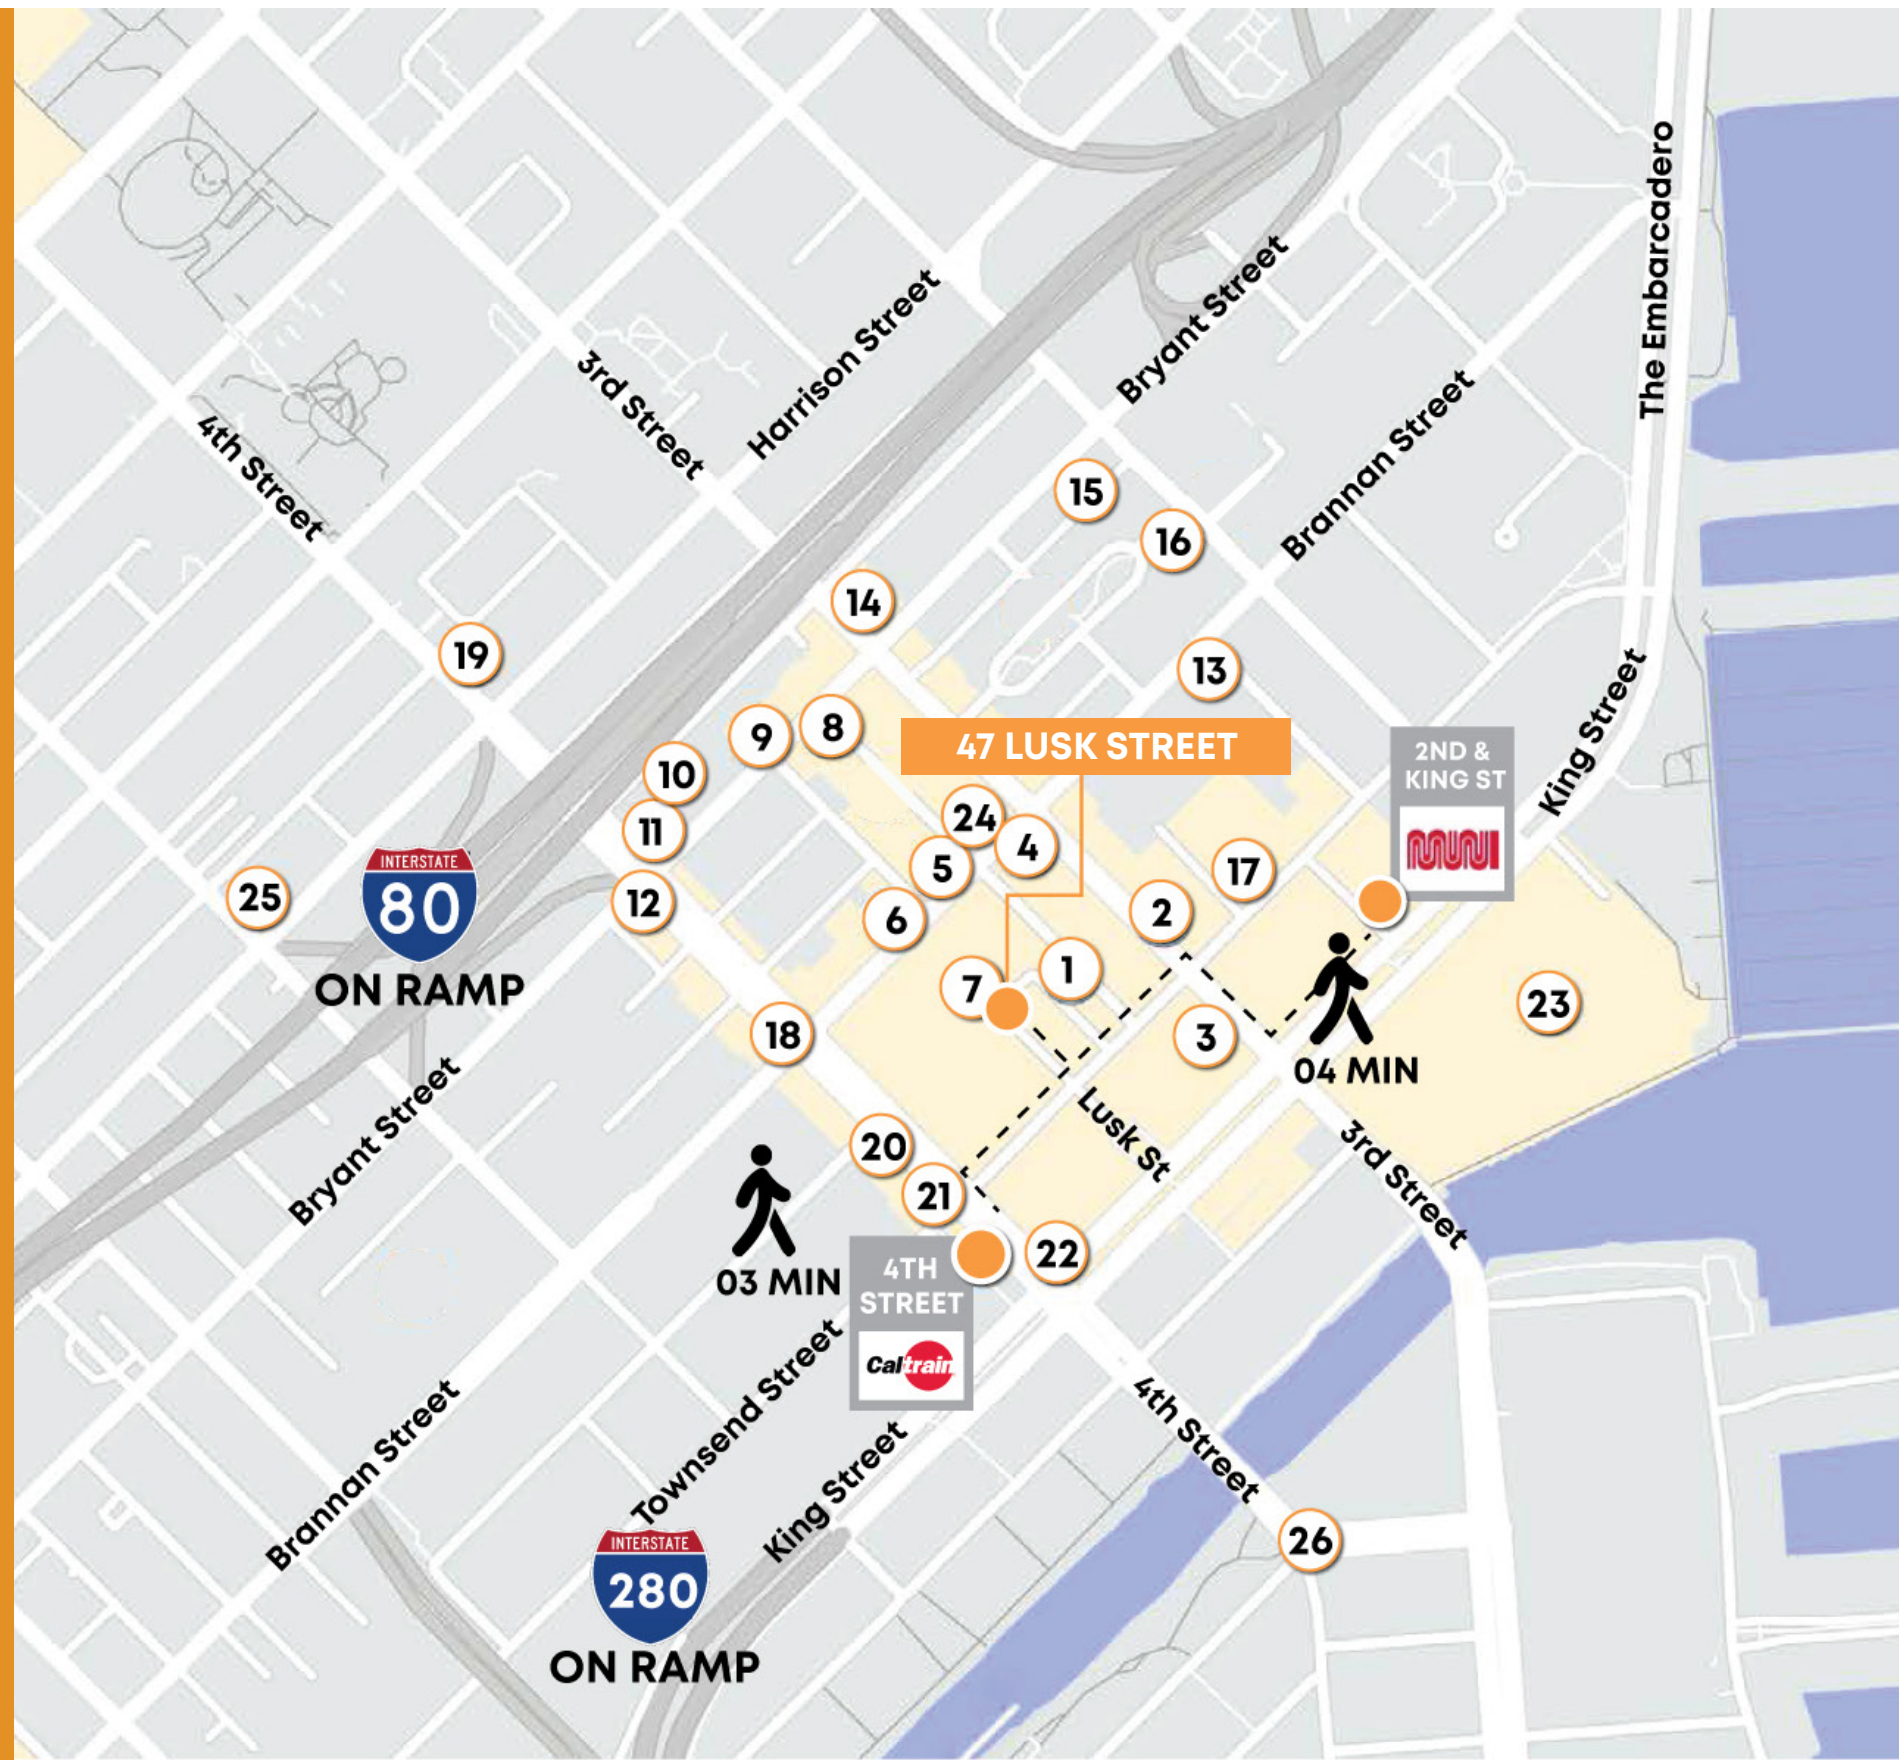 The Embarcadero
Bryant Street
Harrison Street
3rd Street
4th Street
Brannan Street
15
16
14
19
13
King Street
9
8
47 LUSK STREET
2ND &
KING ST
MUNI
10
11
24
4
5
17
INTERSTATE
80
ON RAMP
25
12
6
2
7
1
23
18
3
04 MIN
Bryant Street
Lusk St
20
3rd Street
21
03 MIN
22
4TH
STREET
Caltrain
Townsend Street
4th Street
Brannan Street
King Street
26
INTERSTATE
280
ON RAMP